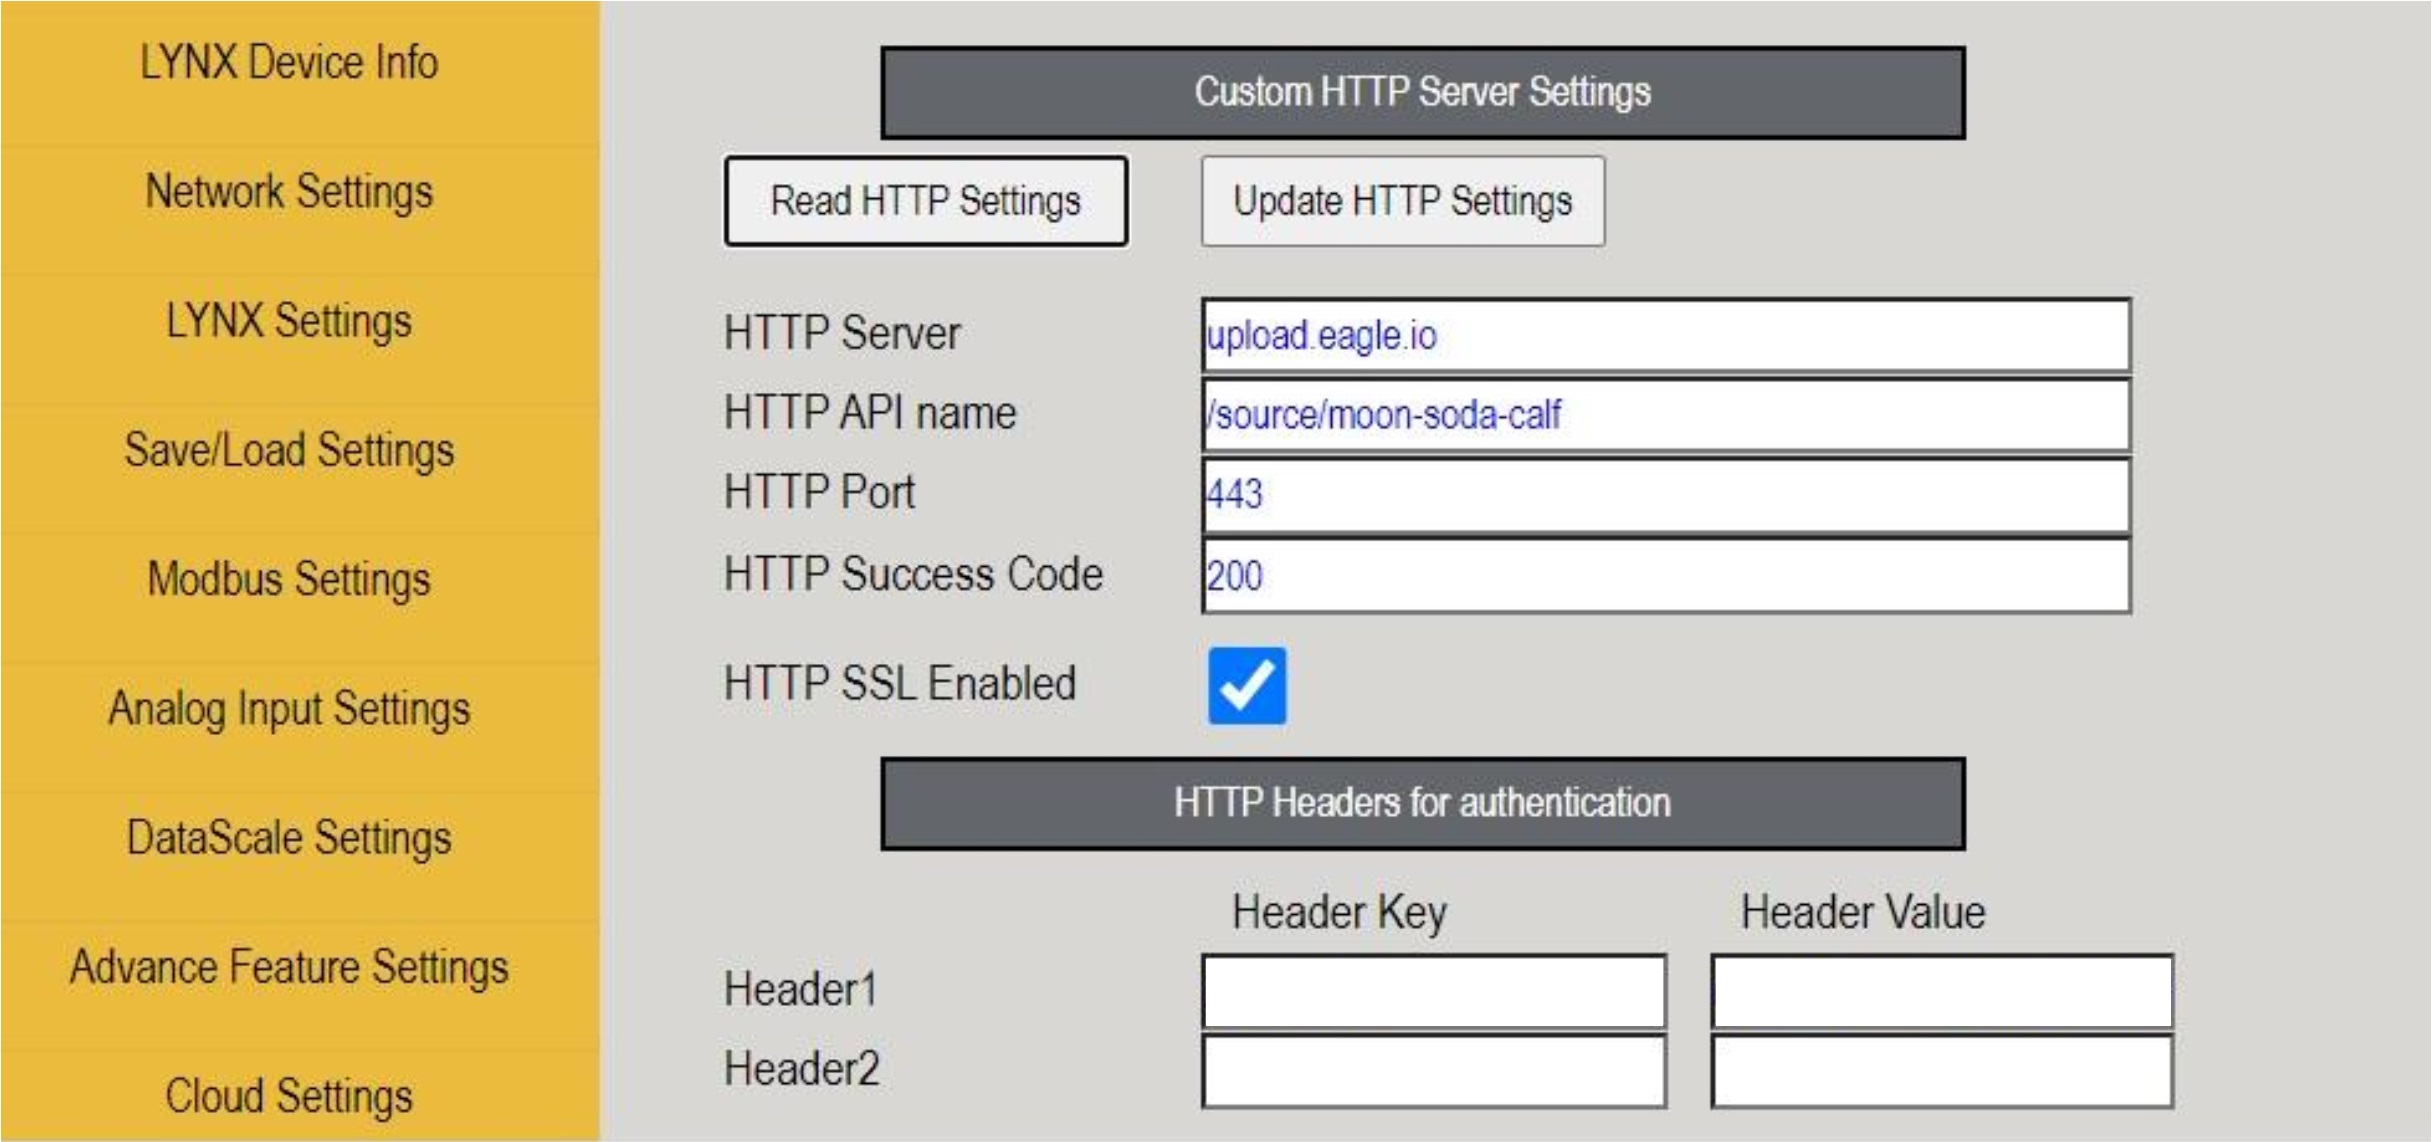 LYNX Device Info
Network Settings
LYNX Settings
Save/Load Settings
Modbus Settings
Analog Input Settings
DataScale Settings
Advance Feature Settings
Cloud Settings
Custom HTTP Server Settings
Read HTTP Settings Update HTTP Settings
HTTP Server upload.eagle.io
HTTP API name /source/moon-soda-calf
HTTP Port 443
HTTP Success Code 200
HTTP SSL Enabled
HTTP Headers for authentication
Header Key Header Value
Header1
Header2